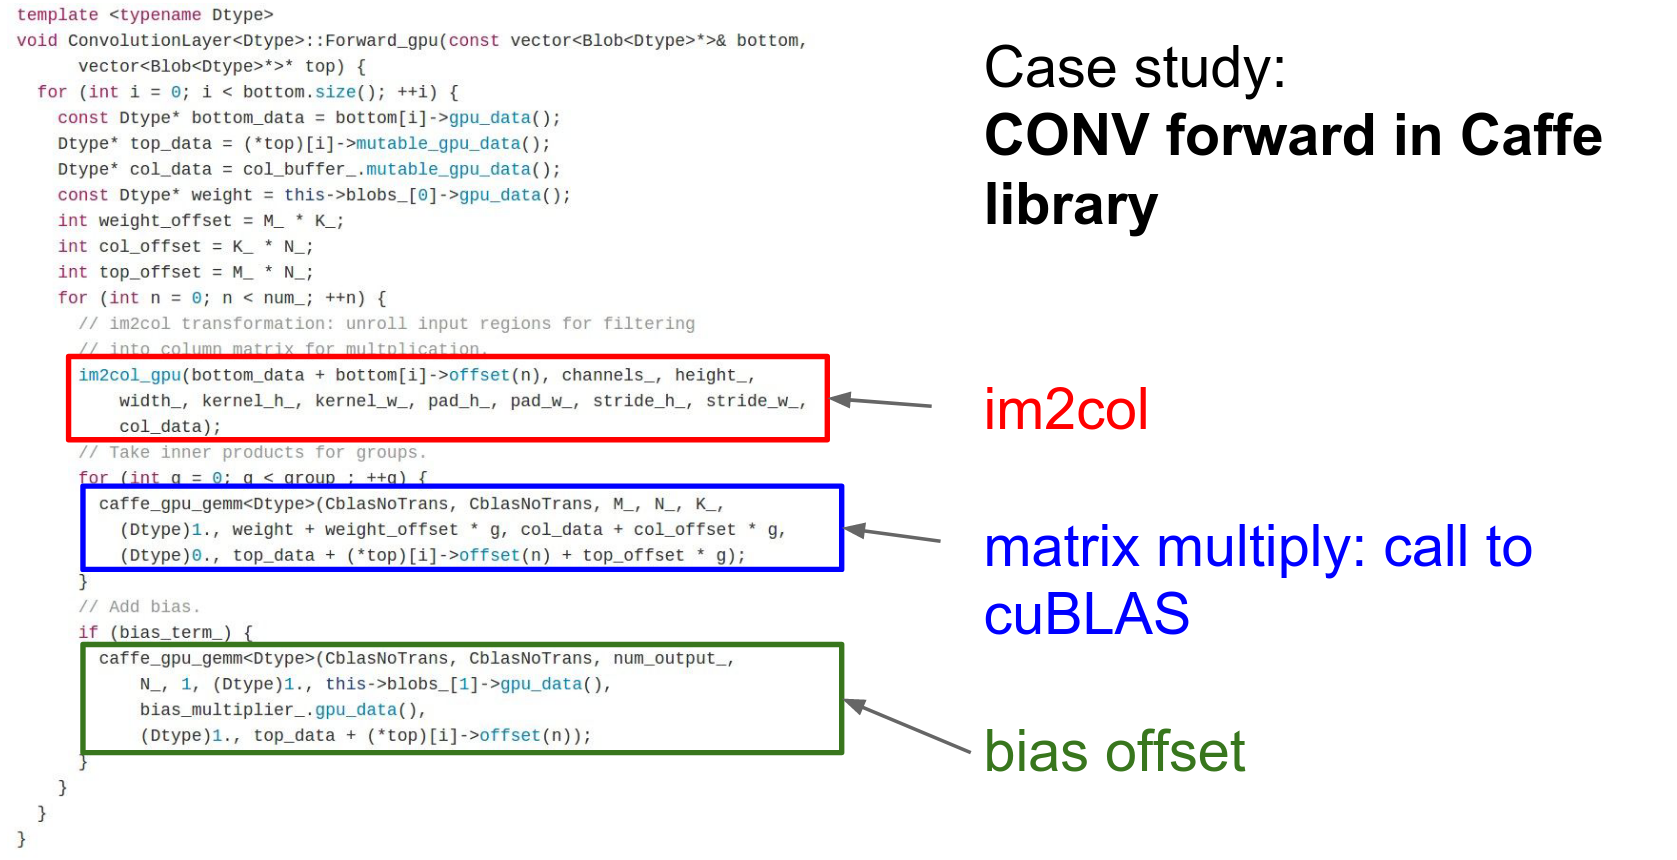 template <typename Dtype>
void ConvolutionLayer<Dtype>::Forward_gpu(const vector<Blob<Dtype>*>& bottom,
      vector<Blob<Dtype>*>* top) {
  for (int i = 0; i < bottom.size(); ++i) {
    const Dtype* bottom_data = bottom[i]->gpu_data();
    Dtype* top_data = (*top)[i]->mutable_gpu_data();
    Dtype* col_data = col_buffer_.mutable_gpu_data();
    const Dtype* weight = this->blobs_[0]->gpu_data();
    int weight_offset = M_ * K_;
    int col_offset = K_ * N_;
    int top_offset = M_ * N_;
    for (int n = 0; n < num_; ++n) {
      // im2col transformation: unroll input regions for filtering
      // into column matrix for multplication.
      im2col_gpu(bottom_data + bottom[i]->offset(n), channels_, height_,
          width_, kernel_h_, kernel_w_, pad_h_, pad_w_, stride_h_, stride_w_,
          col_data);
      // Take inner products for groups.
      for (int g = 0; g < group_; ++g) {
        caffe_gpu_gemm<Dtype>(CblasNoTrans, CblasNoTrans, M_, N_, K_,
          (Dtype)1., weight + weight_offset * g, col_data + col_offset * g,
          (Dtype)0., top_data + (*top)[i]->offset(n) + top_offset * g);
      }
      // Add bias.
      if (bias_term_) {
        caffe_gpu_gemm<Dtype>(CblasNoTrans, CblasNoTrans, num_output_,
            N_, 1, (Dtype)1., this->blobs_[1]->gpu_data(),
            bias_multiplier_.gpu_data(),
            (Dtype)1., top_data + (*top)[i]->offset(n));
      }
    }
  }
}
Case study:
CONV forward in Caffe
library
im2col
matrix multiply: call to
cuBLAS
bias offset